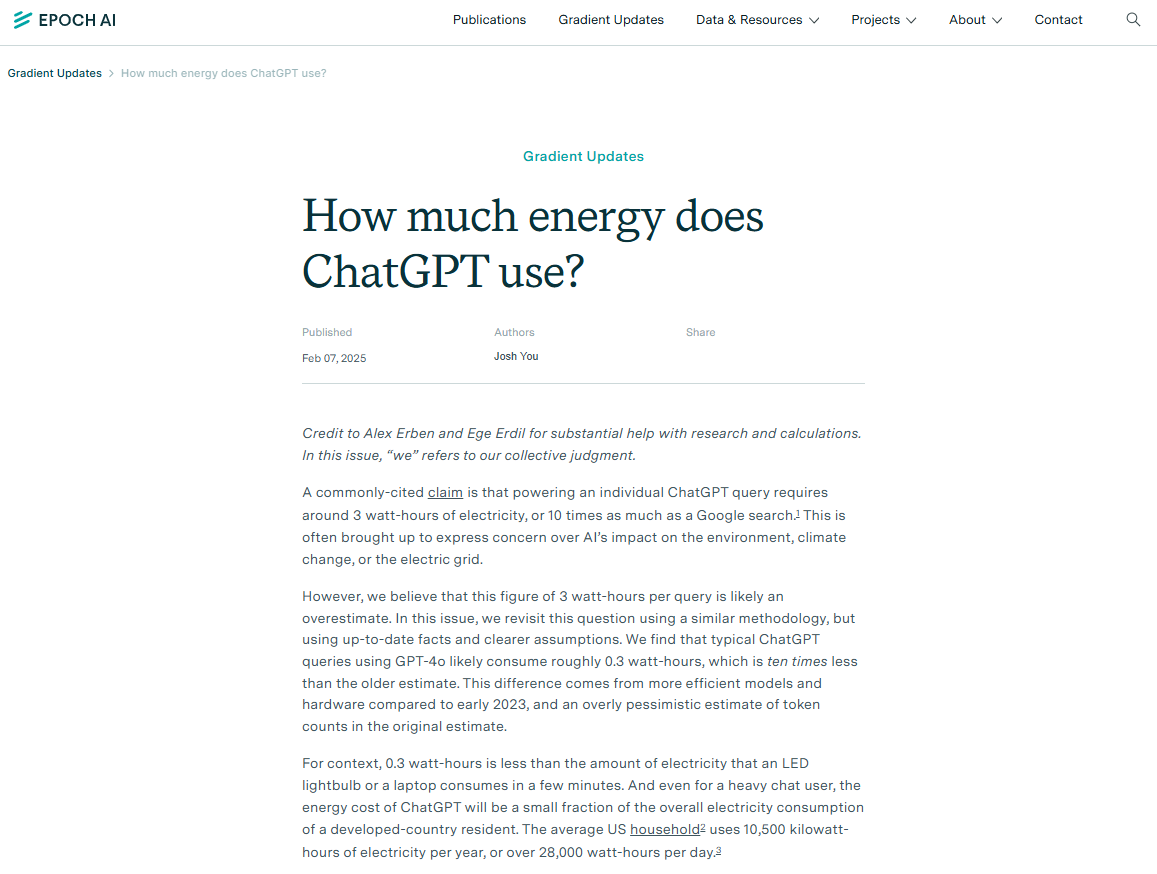 EPOCH AI
Publications Gradient Updates Data & Resources Projects About Contact
Gradient Updates > How much energy does ChatGPT use?
Gradient Updates
How much energy does
ChatGPT use?
Published Authors Share
Feb 07, 2025 Josh You
Credit to Alex Erben and Ege Erdil for substantial help with research and calculations.
In this issue, “we” refers to our collective judgment.
A commonly-cited claim is that powering an individual ChatGPT query requires
around 3 watt-hours of electricity, or 10 times as much as a Google search.1 This is
often brought up to express concern over AI’s impact on the environment, climate
change, or the electric grid.
However, we believe that this figure of 3 watt-hours per query is likely an
overestimate. In this issue, we revisit this question using a similar methodology, but
using up-to-date facts and clearer assumptions. We find that typical ChatGPT
queries using GPT-4o likely consume roughly 0.3 watt-hours, which is ten times less
than the older estimate. This difference comes from more efficient models and
hardware compared to early 2023, and an overly pessimistic estimate of token
counts in the original estimate.
For context, 0.3 watt-hours is less than the amount of electricity that an LED
lightbulb or a laptop consumes in a few minutes. And even for a heavy chat user, the
energy cost of ChatGPT will be a small fraction of the overall electricity consumption
of a developed-country resident. The average US household2 uses 10,500 kilowatt-
hours of electricity per year, or over 28,000 watt-hours per day.3